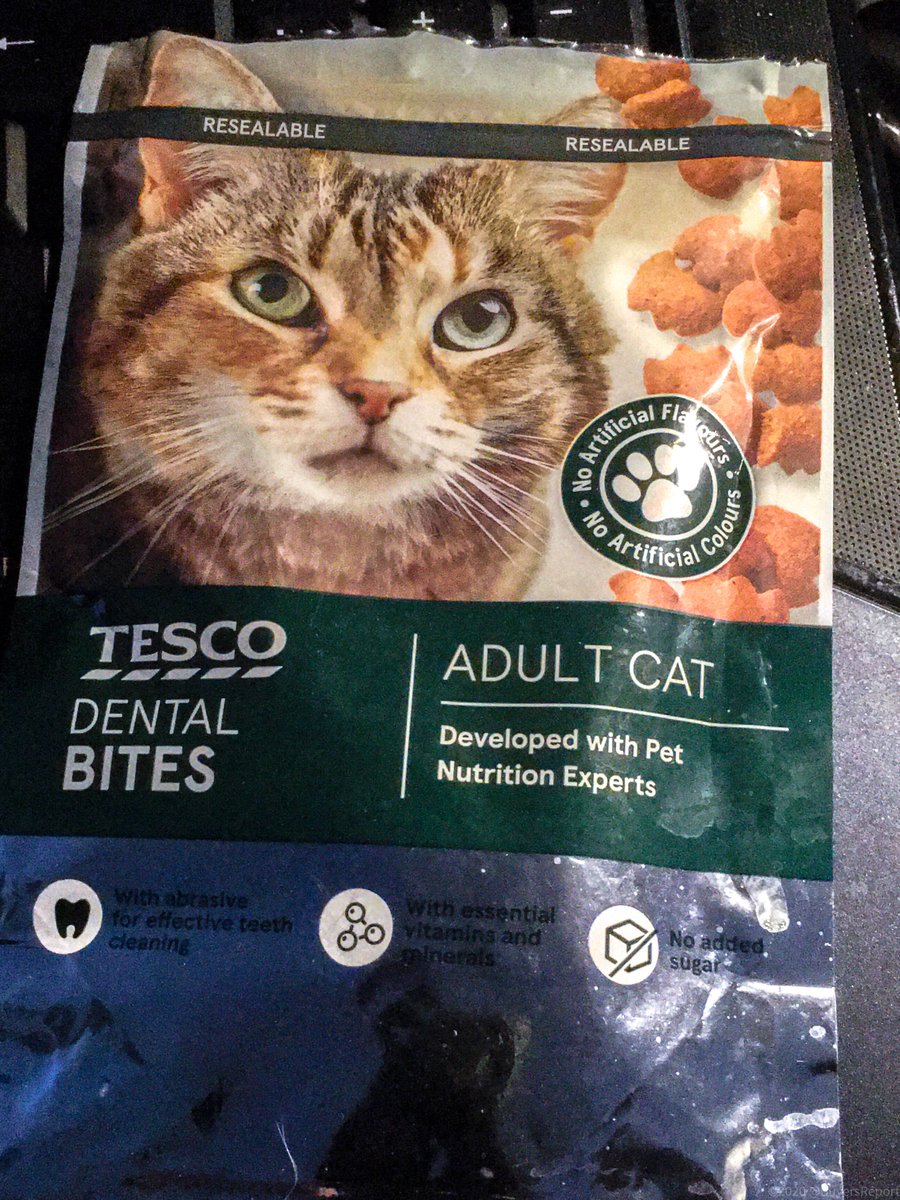 RESEALABLE
RESEALABLE
• No Artificial Flavours •
No Artificial Colours
TESCO
DENTAL
BITES
ADULT CAT
Developed with Pet
Nutrition Experts
With abrasive
for effective teeth
cleaning
With essential
vitamins and
minerals
No added
sugar